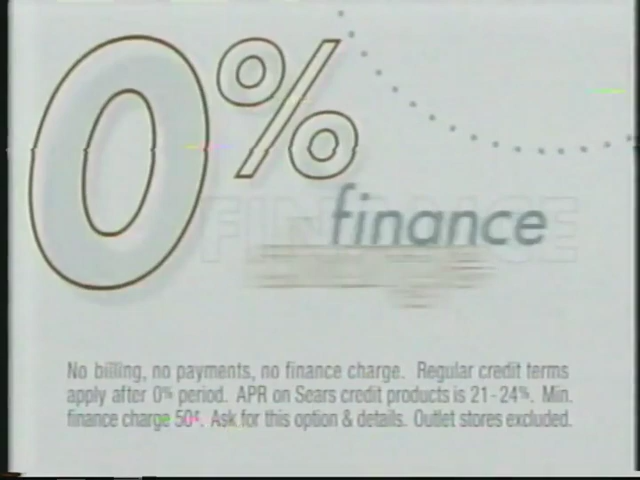 0%
finance
FINANCE
No billing, no payments, no finance charge. Regular credit terms
apply after 0% period. APR on Sears credit products is 21-24%. Min.
finance charge 50¢. Ask for this option & details. Outlet stores excluded.